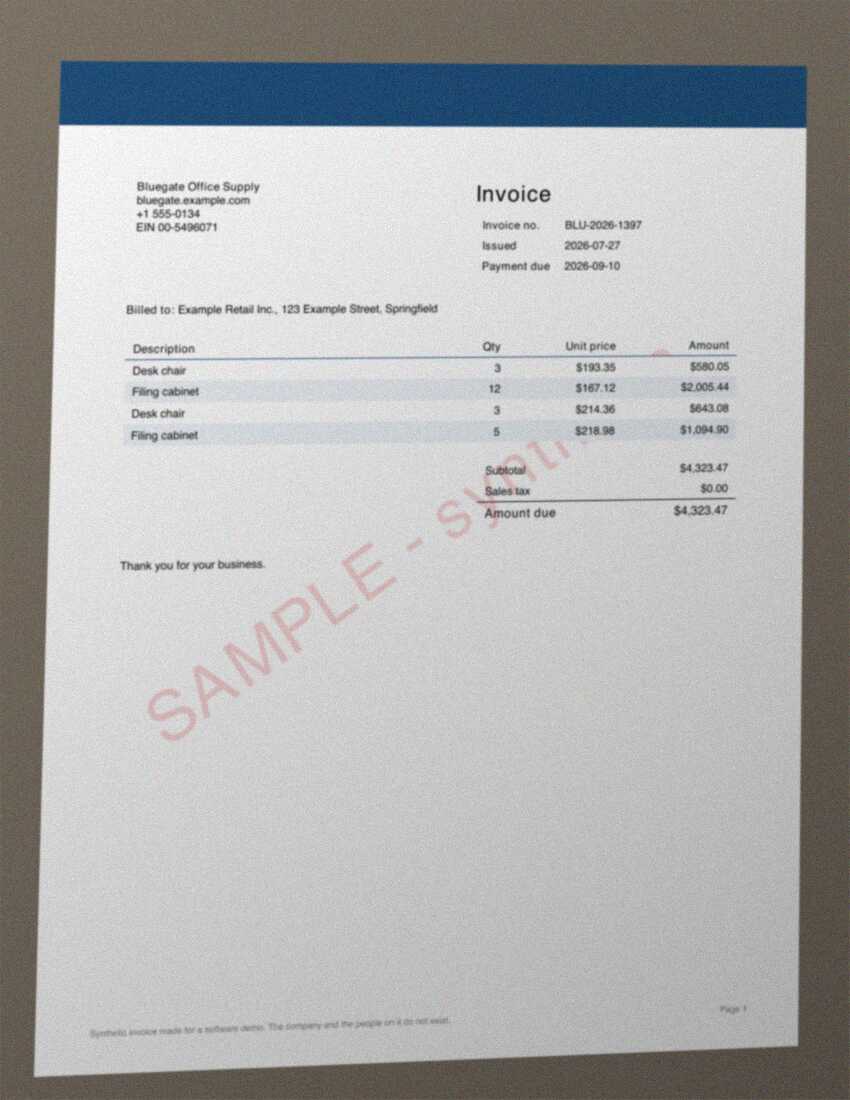 Bluegate Office Supply
bluegate.example.com
+1 555-0134
EIN 00-5496071
Invoice
Invoice no. BLU-2026-1397
Issued 2026-07-27
Payment due 2026-09-10
Billed to: Example Retail Inc., 123 Example Street, Springfield
Description Qty Unit price Amount
Desk chair 3 $193.35 $580.05
Filing cabinet 12 $167.12 $2,005.44
Desk chair 3 $214.36 $643.08
Filing cabinet 5 $218.98 $1,094.90
Subtotal $4,323.47
Sales tax $0.00
Amount due $4,323.47
Thank you for your business.
SAMPLE -
Synthetic invoice made for a software demo. The company and the people on it do not exist.
Page 1